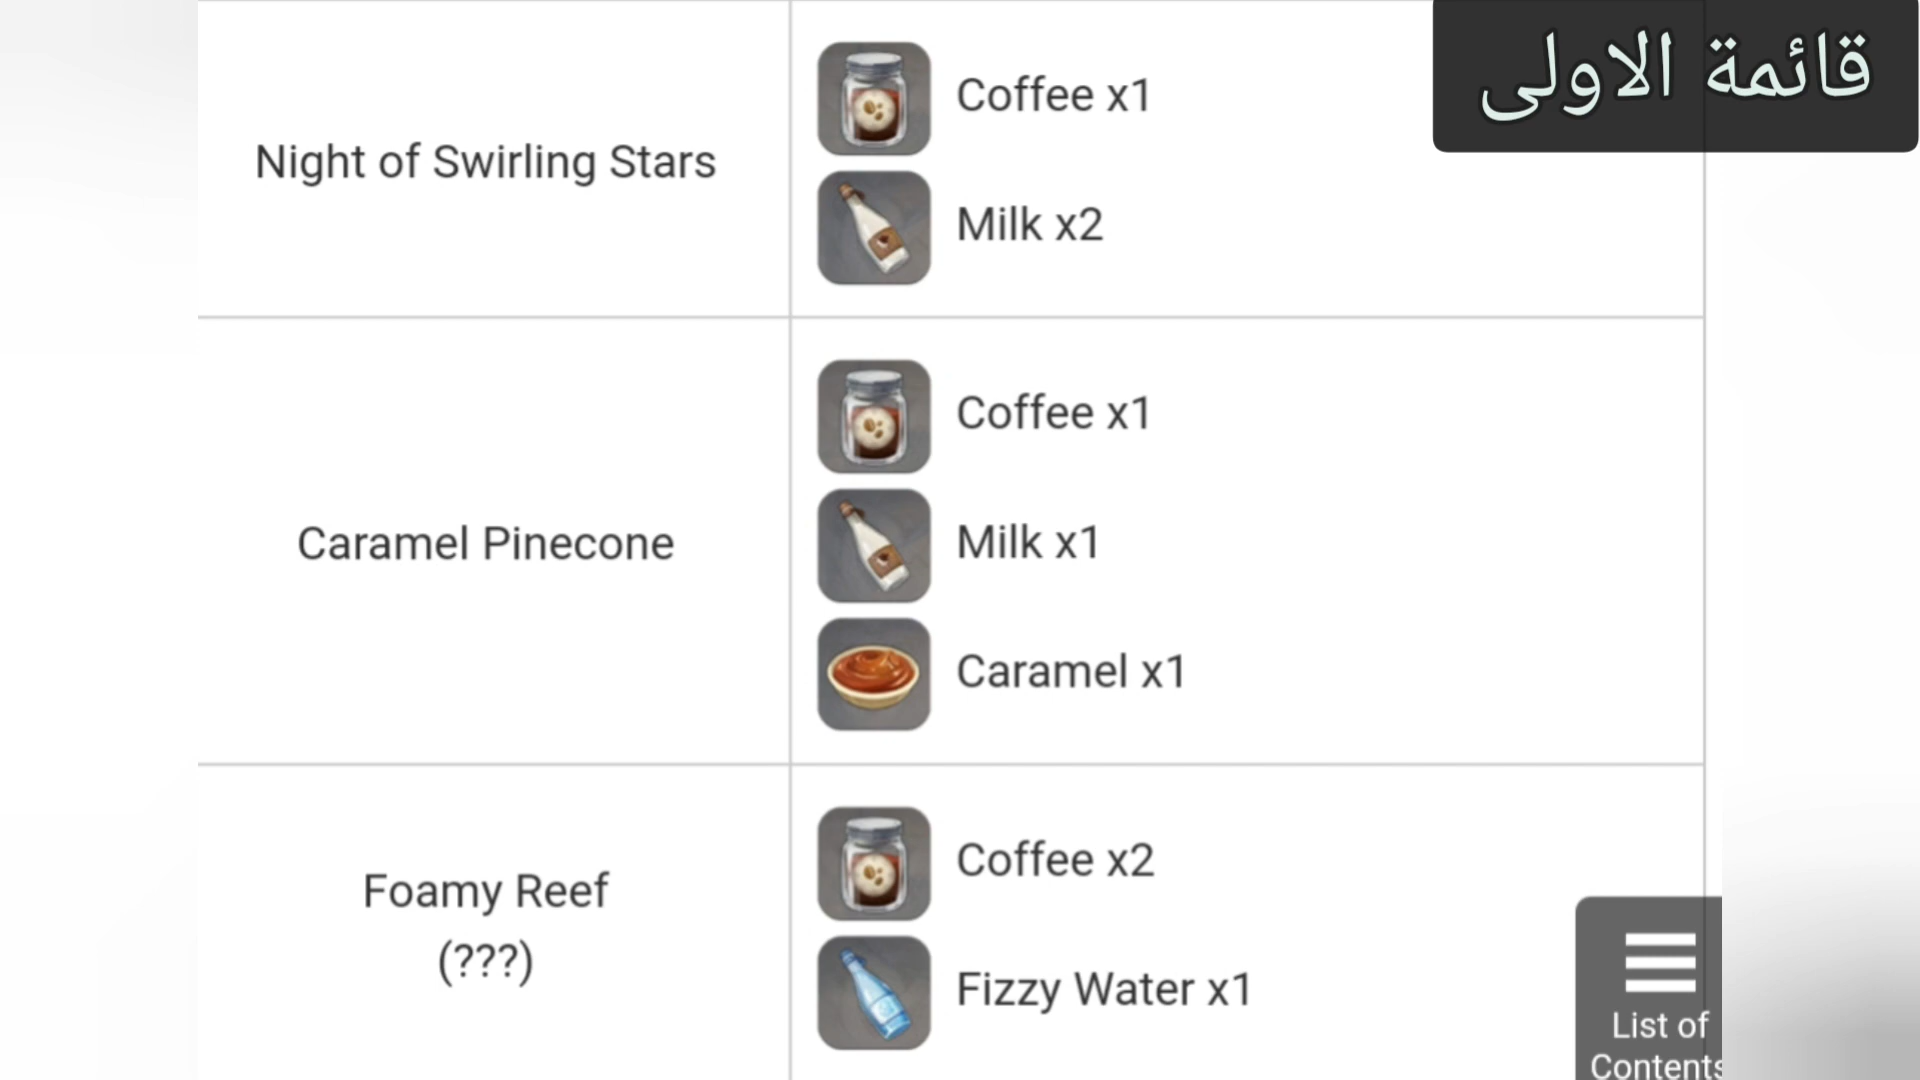 قائمة الاولى
Night of Swirling Stars
Coffee x1
Milk x2
Caramel Pinecone
Coffee x1
Milk x1
Caramel x1
Foamy Reef
(???)
Coffee x2
Fizzy Water x1
List of
Contents